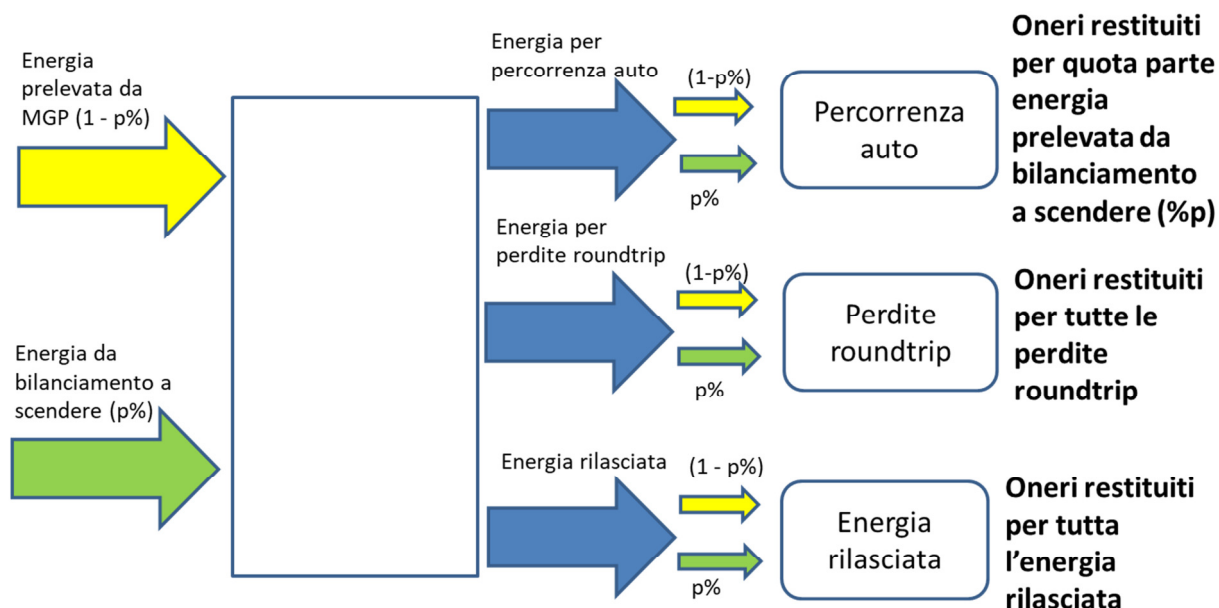 Energia
prelevata da
MGP (1 - p%)
Energia da
bilanciamento a
scendere (p%)
Energia per
percorrenza auto
(1-p%)
p%
Percorrenza
auto
Oneri restituiti
per quota parte
energia
prelevata da
bilanciamento
a scendere (%p)
Energia per
perdite roundtrip
(1-p%)
p%
Perdite
roundtrip
Oneri restituiti
per tutte le
perdite
roundtrip
Energia rilasciata
(1 - p%)
p%
Energia
rilasciata
Oneri restituiti
per tutta
l’energia
rilasciata